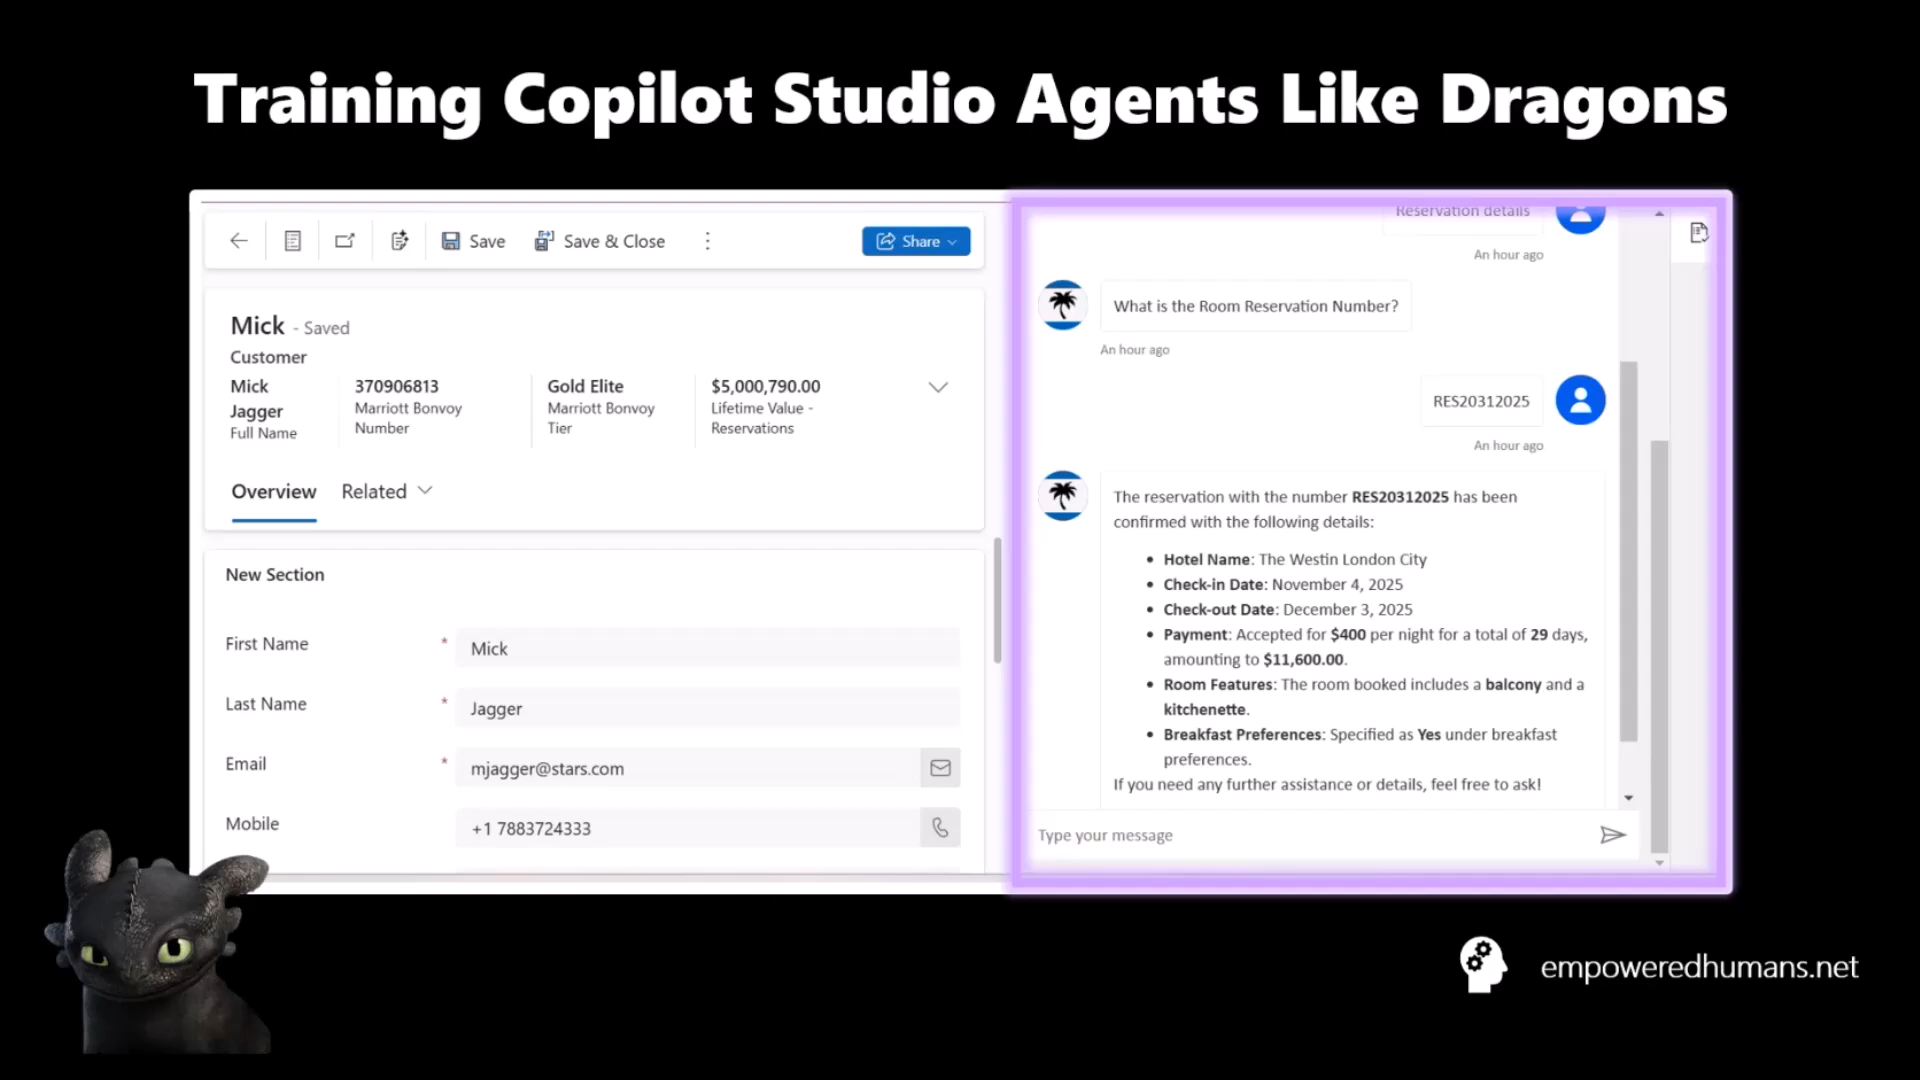 Training Copilot Studio Agents Like Dragons
Save
Save & Close
Share
Mick - Saved
Customer
Mick
Jagger
Full Name
370906813
Marriott Bonvoy
Number
Gold Elite
Marriott Bonvoy
Tier
$5,000,790.00
Lifetime Value -
Reservations
Overview
Related
New Section
First Name * Mick
Last Name * Jagger
Email * mjagger@stars.com
Mobile +1 7883724333
Reservation details
An hour ago
What is the Room Reservation Number?
An hour ago
RES20312025
An hour ago
The reservation with the number RES20312025 has been
confirmed with the following details:
• Hotel Name: The Westin London City
• Check-in Date: November 4, 2025
• Check-out Date: December 3, 2025
• Payment: Accepted for $400 per night for a total of 29 days,
amounting to $11,600.00.
• Room Features: The room booked includes a balcony and a
kitchenette.
• Breakfast Preferences: Specified as Yes under breakfast
preferences.
If you need any further assistance or details, feel free to ask!
Type your message
empoweredhumans.net